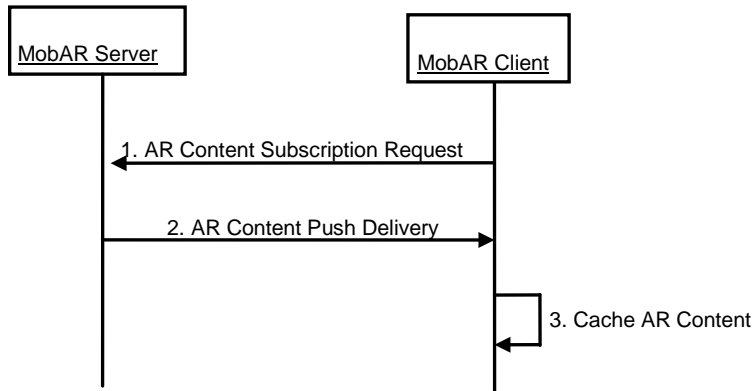 MobAR Server
MobAR Client
1. AR Content Subscription Request
2. AR Content Push Delivery
3. Cache AR Content